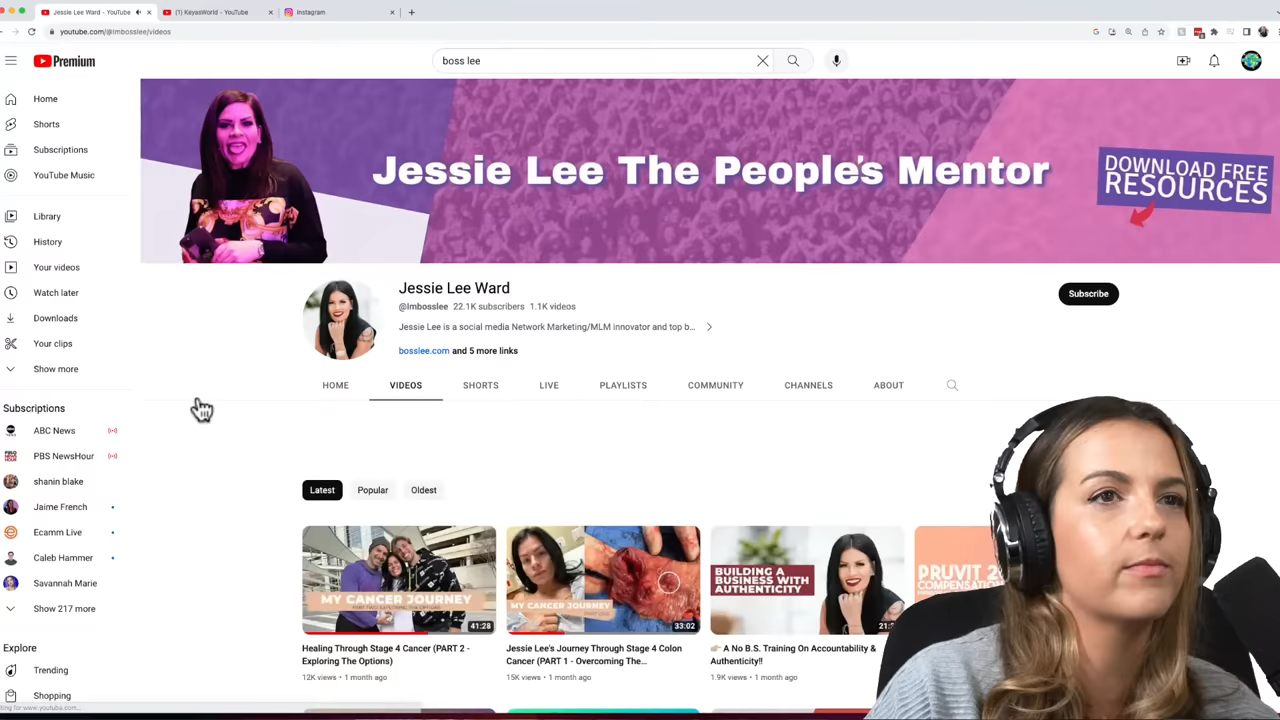 Jessie Lee Ward - YouTube
(1) KeyasWorld - YouTube
Instagram
youtube.com/@Imbosslee/videos
Premium
boss lee
Home
Shorts
Subscriptions
YouTube Music
Library
History
Your videos
Watch later
Downloads
Your clips
Show more
Subscriptions
ABC News
PBS NewsHour
shanin blake
Jaime French
Ecamm Live
Caleb Hammer
Savannah Marie
Show 217 more
Explore
Trending
Shopping
Jessie Lee The People's Mentor
DOWNLOAD FREE
RESOURCES
Jessie Lee Ward
@Imbosslee 22.1K subscribers 1.1K videos
Jessie Lee is a social media Network Marketing/MLM innovator and top b...
bosslee.com and 5 more links
Subscribe
HOME
VIDEOS
SHORTS
LIVE
PLAYLISTS
COMMUNITY
CHANNELS
ABOUT
Latest
Popular
Oldest
MY CANCER JOURNEY
41:28
Healing Through Stage 4 Cancer (PART 2 -
Exploring The Options)
12K views • 1 month ago
MY CANCER JOURNEY
33:02
Jessie Lee's Journey Through Stage 4 Colon
Cancer (PART 1 - Overcoming The...
15K views • 1 month ago
BUILDING A
BUSINESS WITH
AUTHENTICITY
A No B.S. Training On Accountability &
Authenticity!!
1.9K views • 1 month ago